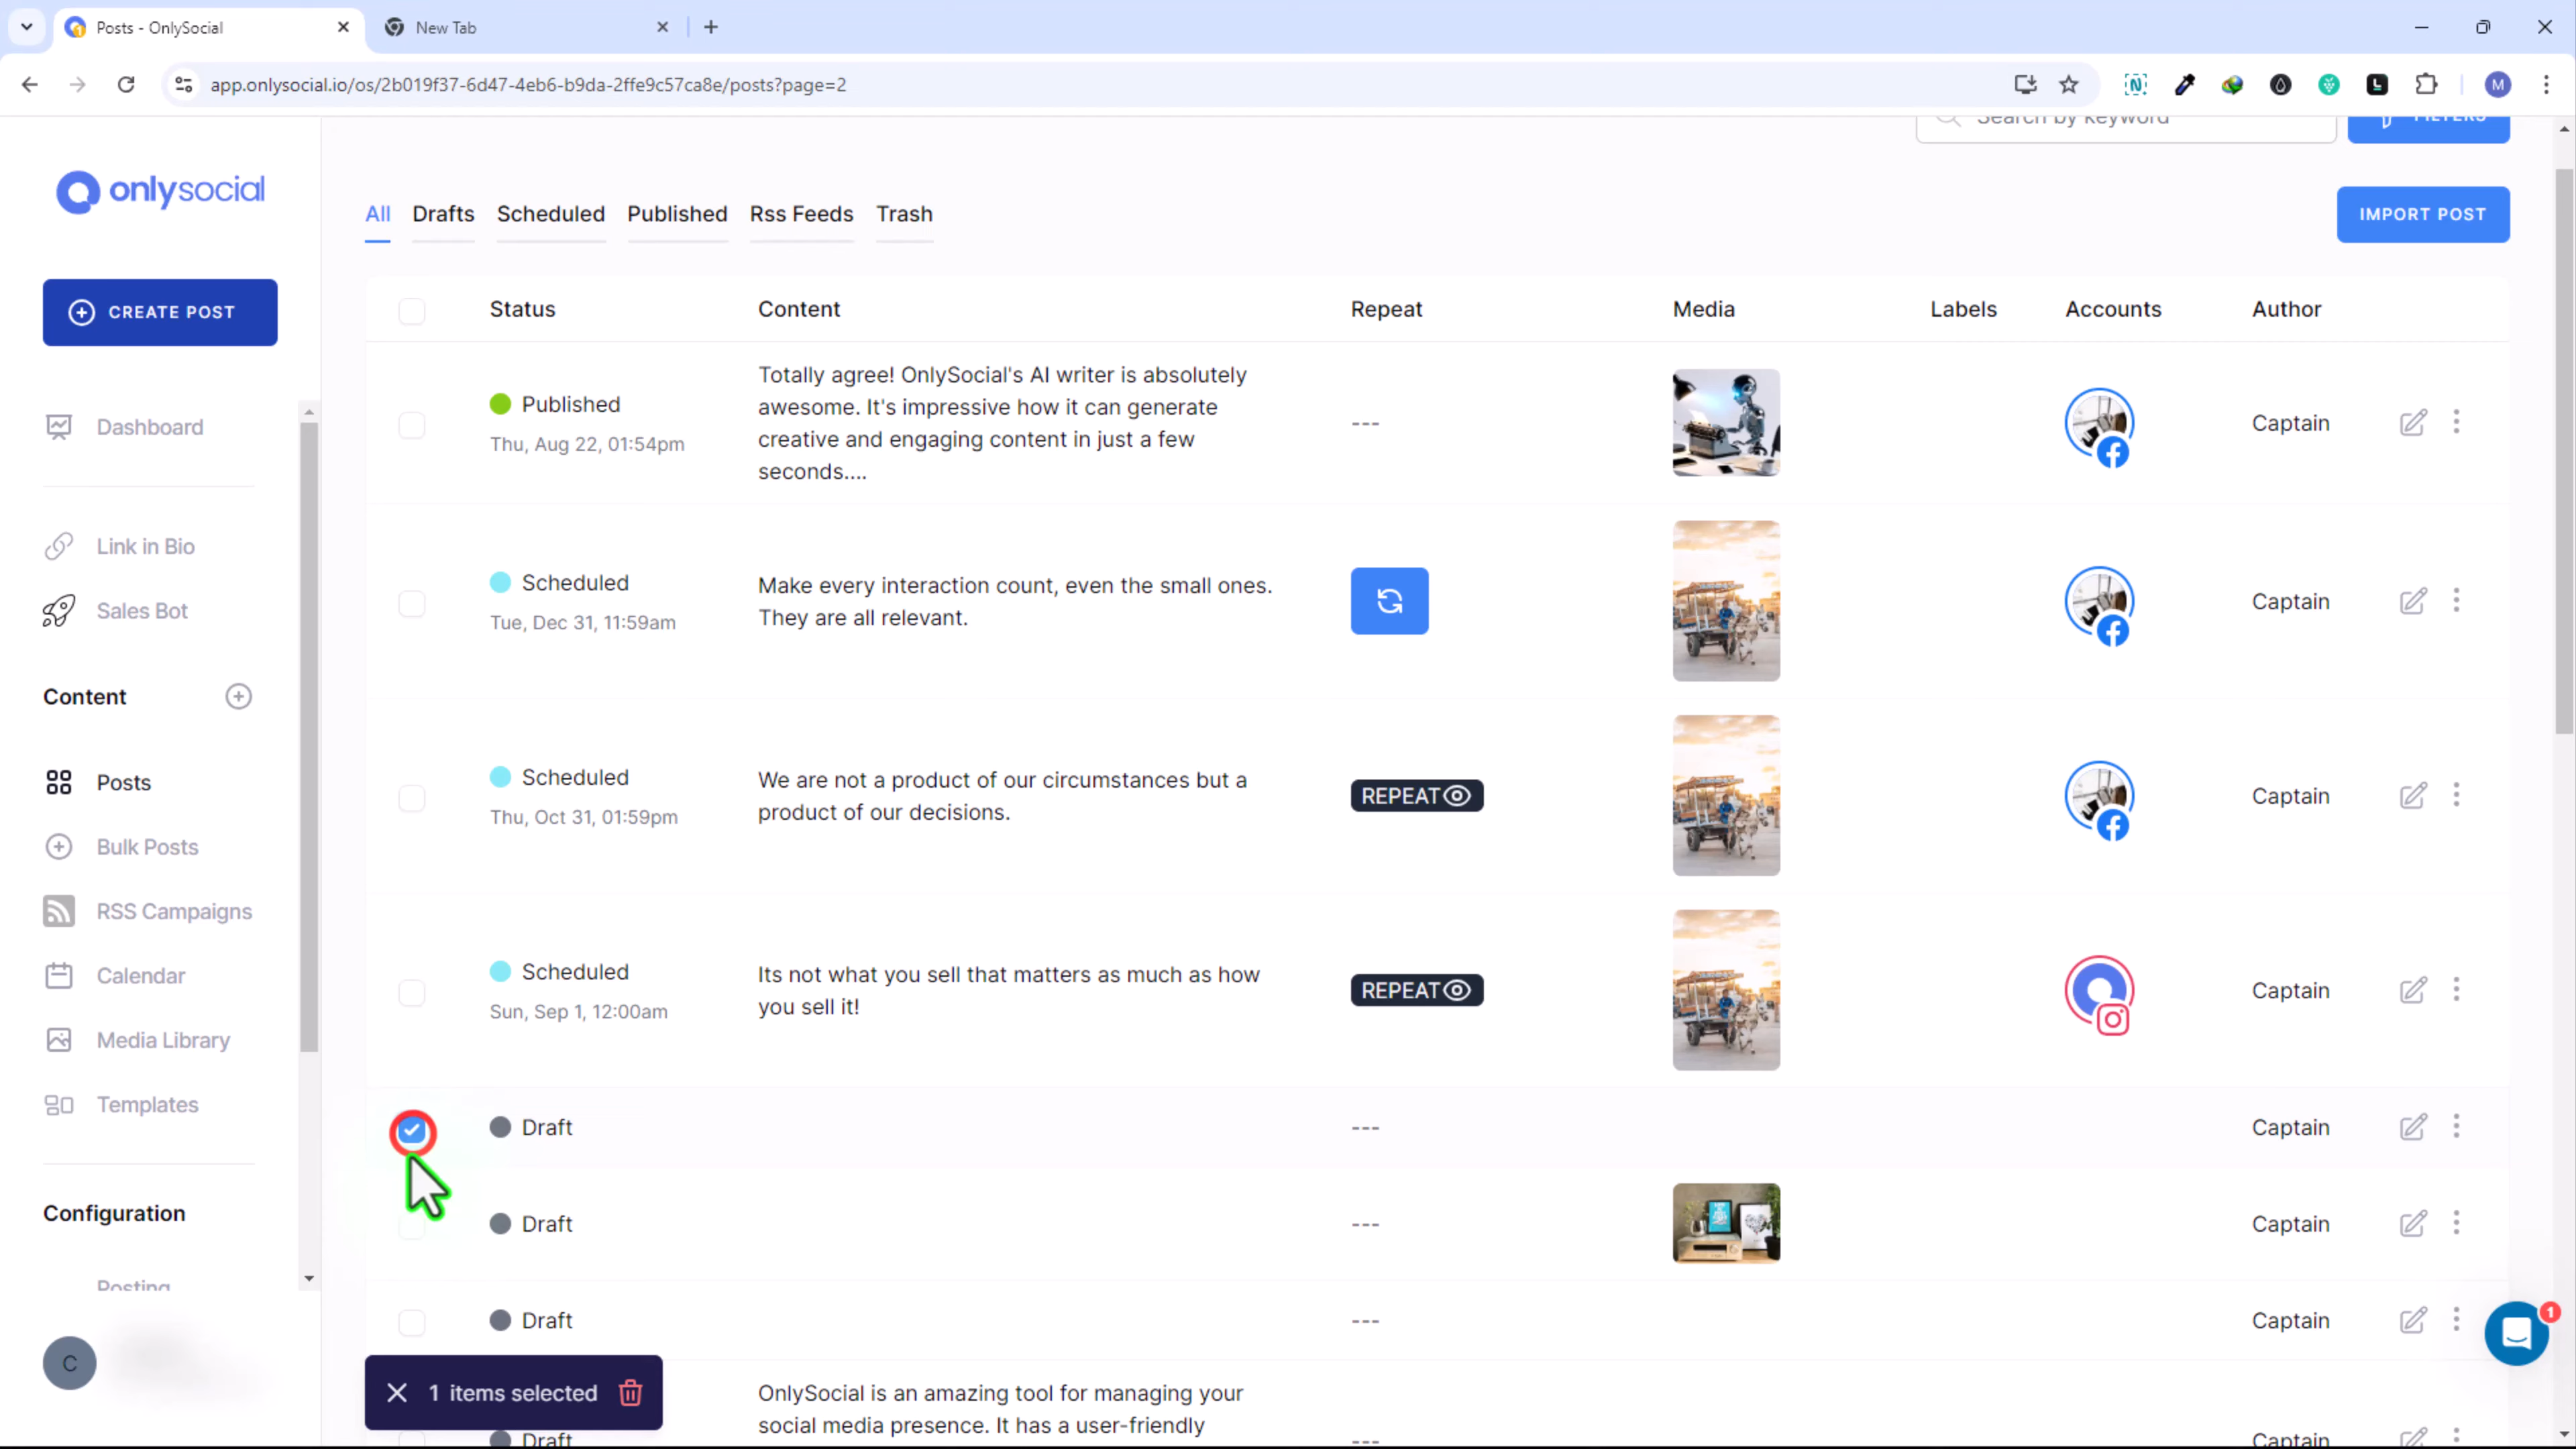 Posts - OnlySocial
New Tab
app.onlysocial.io/os/2b019f37-6d47-4eb6-b9da-2ffe9c57ca8e/posts?page=2
M
Search by keyword
FILTERS
onlysocial
All Drafts Scheduled Published Rss Feeds Trash
IMPORT POST
CREATE POST
Status Content Repeat Media Labels Accounts Author
Published
Thu, Aug 22, 01:54pm
Totally agree! OnlySocial's AI writer is absolutely
awesome. It's impressive how it can generate
creative and engaging content in just a few
seconds....
---
Captain
Scheduled
Tue, Dec 31, 11:59am
Make every interaction count, even the small ones.
They are all relevant.
Captain
Scheduled
Thu, Oct 31, 01:59pm
We are not a product of our circumstances but a
product of our decisions.
REPEAT
Captain
Scheduled
Sun, Sep 1, 12:00am
Its not what you sell that matters as much as how
you sell it!
REPEAT
Captain
Draft --- Captain
Draft --- Captain
Draft --- Captain
OnlySocial is an amazing tool for managing your
social media presence. It has a user-friendly
Draft --- Captain
1 items selected
Dashboard
Link in Bio
Sales Bot
Content
Posts
Bulk Posts
RSS Campaigns
Calendar
Media Library
Templates
Configuration
Posting
C
1